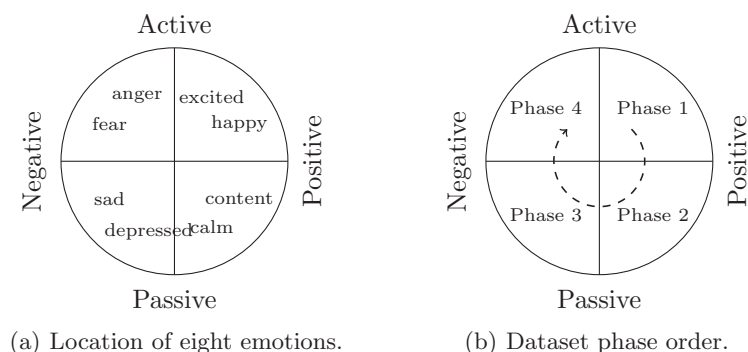 Active
anger
excited
fear
happy
Negative
Positive
sad
content
depressed
calm
Passive
(a) Location of eight emotions.
Active
Phase 4
Phase 1
Negative
Positive
Phase 3
Phase 2
Passive
(b) Dataset phase order.